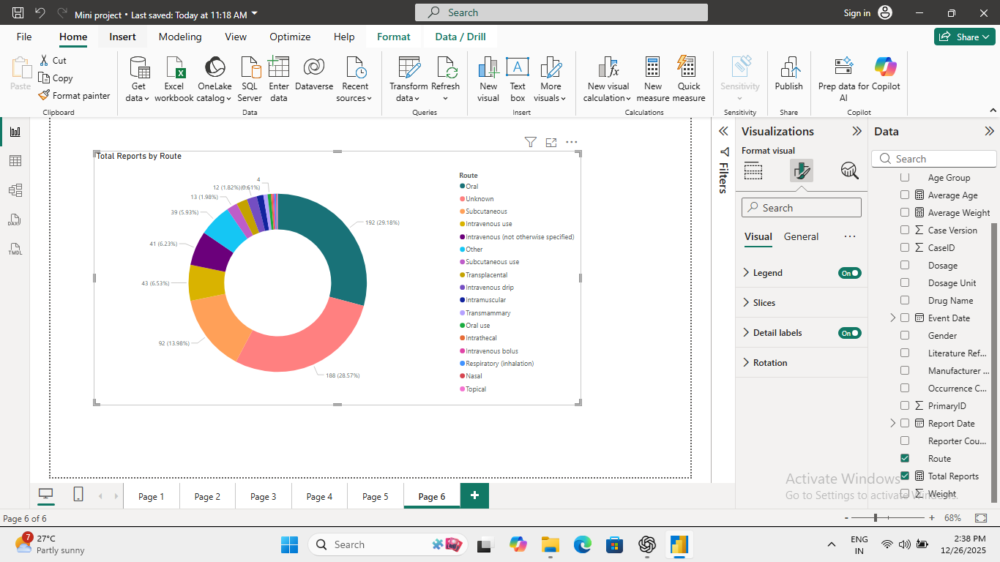 Mini project • Last saved: Today at 11:18 AM
Search
Sign in
File Home Insert Modeling View Optimize Help Format Data / Drill
Share
Paste
Cut
Copy
Format painter
Clipboard
Get data
Excel workbook
OneLake catalog
SQL Server
Enter data
Dataverse
Recent sources
Data
Transform data
Refresh
Queries
New visual
Text box
More visuals
Insert
New visual calculation
New measure
Quick measure
Calculations
Sensitivity
Sensitivity
Publish
Share
Prep data for AI
Copilot
Copilot
Total Reports by Route
4
12 (1.82%)
(0.61%)
13 (1.98%)
39 (5.93%)
41 (6.23%)
43 (6.53%)
92 (13.98%)
192 (29.18%)
188 (28.57%)
Route
Oral
Unknown
Subcutaneous
Intravenous use
Intravenous (not otherwise specified)
Other
Subcutaneous use
Transplacental
Intravenous drip
Intramuscular
Transmammary
Oral use
Intrathecal
Intravenous bolus
Respiratory (inhalation)
Nasal
Topical
Filters
Visualizations
Format visual
Search
Visual General
Legend On
Slices
Detail labels On
Rotation
Data
Search
Age Group
Average Age
Average Weight
Case Version
CaseID
Dosage
Dosage Unit
Drug Name
Event Date
Gender
Literature Ref...
Manufacturer ...
Occurrence C...
PrimaryID
Report Date
Reporter Cou...
Route
Total Reports
Weight
Activate Windows
Go to Settings to activate Windows.
DAX
TMDL
Page 1 Page 2 Page 3 Page 4 Page 5 Page 6 +
Page 6 of 6
- + 68%
7
27°C
Partly sunny
Search
ENG
IN
2:38 PM
12/26/2025